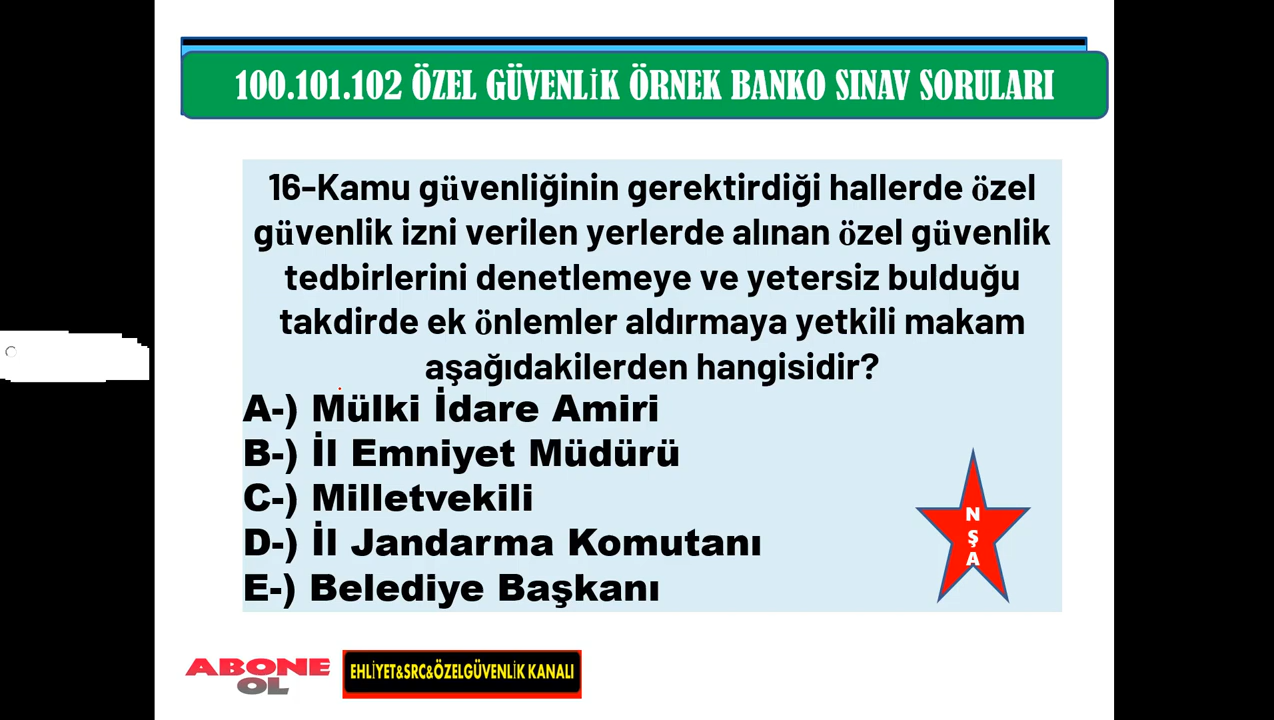 100.101.102 ÖZEL GÜVENLİK ÖRNEK BANKO SINAV SORULARI
16-Kamu güvenliğinin gerektirdiği hallerde özel
güvenlik izni verilen yerlerde alınan özel güvenlik
tedbirlerini denetlemeye ve yetersiz bulduğu
takdirde ek önlemler aldırmaya yetkili makam
aşağıdakilerden hangisidir?
A-) Mülki İdare Amiri
B-) İl Emniyet Müdürü
C-) Milletvekili
D-) İl Jandarma Komutanı
E-) Belediye Başkanı
N
Ş
A
ABONE
OL
EHLİYET&SRC&ÖZELGÜVENLİK KANALI